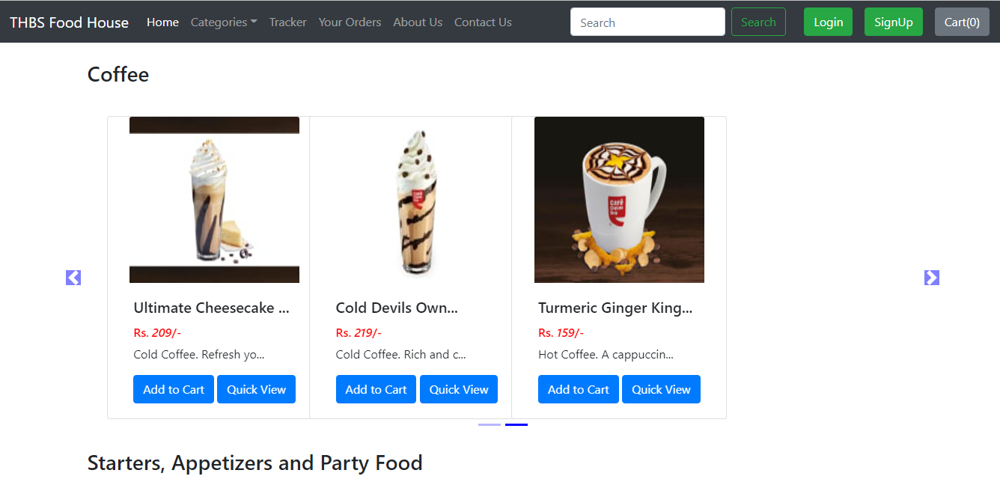 THBS Food House Home Categories Tracker Your Orders About Us Contact Us Search Search Login SignUp Cart(0)
Coffee
Ultimate Cheesecake ... Cold Devils Own... Turmeric Ginger King...
Rs. 209/- Rs. 219/- Rs. 159/-
Cold Coffee. Refresh yo... Cold Coffee. Rich and c... Hot Coffee. A cappuccin...
Add to Cart Quick View Add to Cart Quick View Add to Cart Quick View
Starters, Appetizers and Party Food